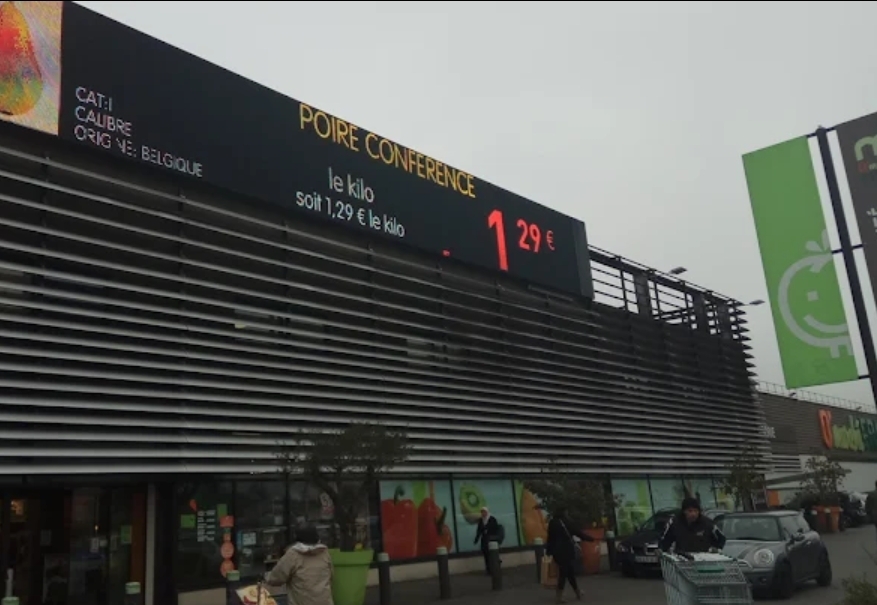 CAT:I
CALIBRE
ORIGINE: BELGIQUE
POIRE CONFERENCE
le kilo
soit 1,29 € le kilo
1 29 €